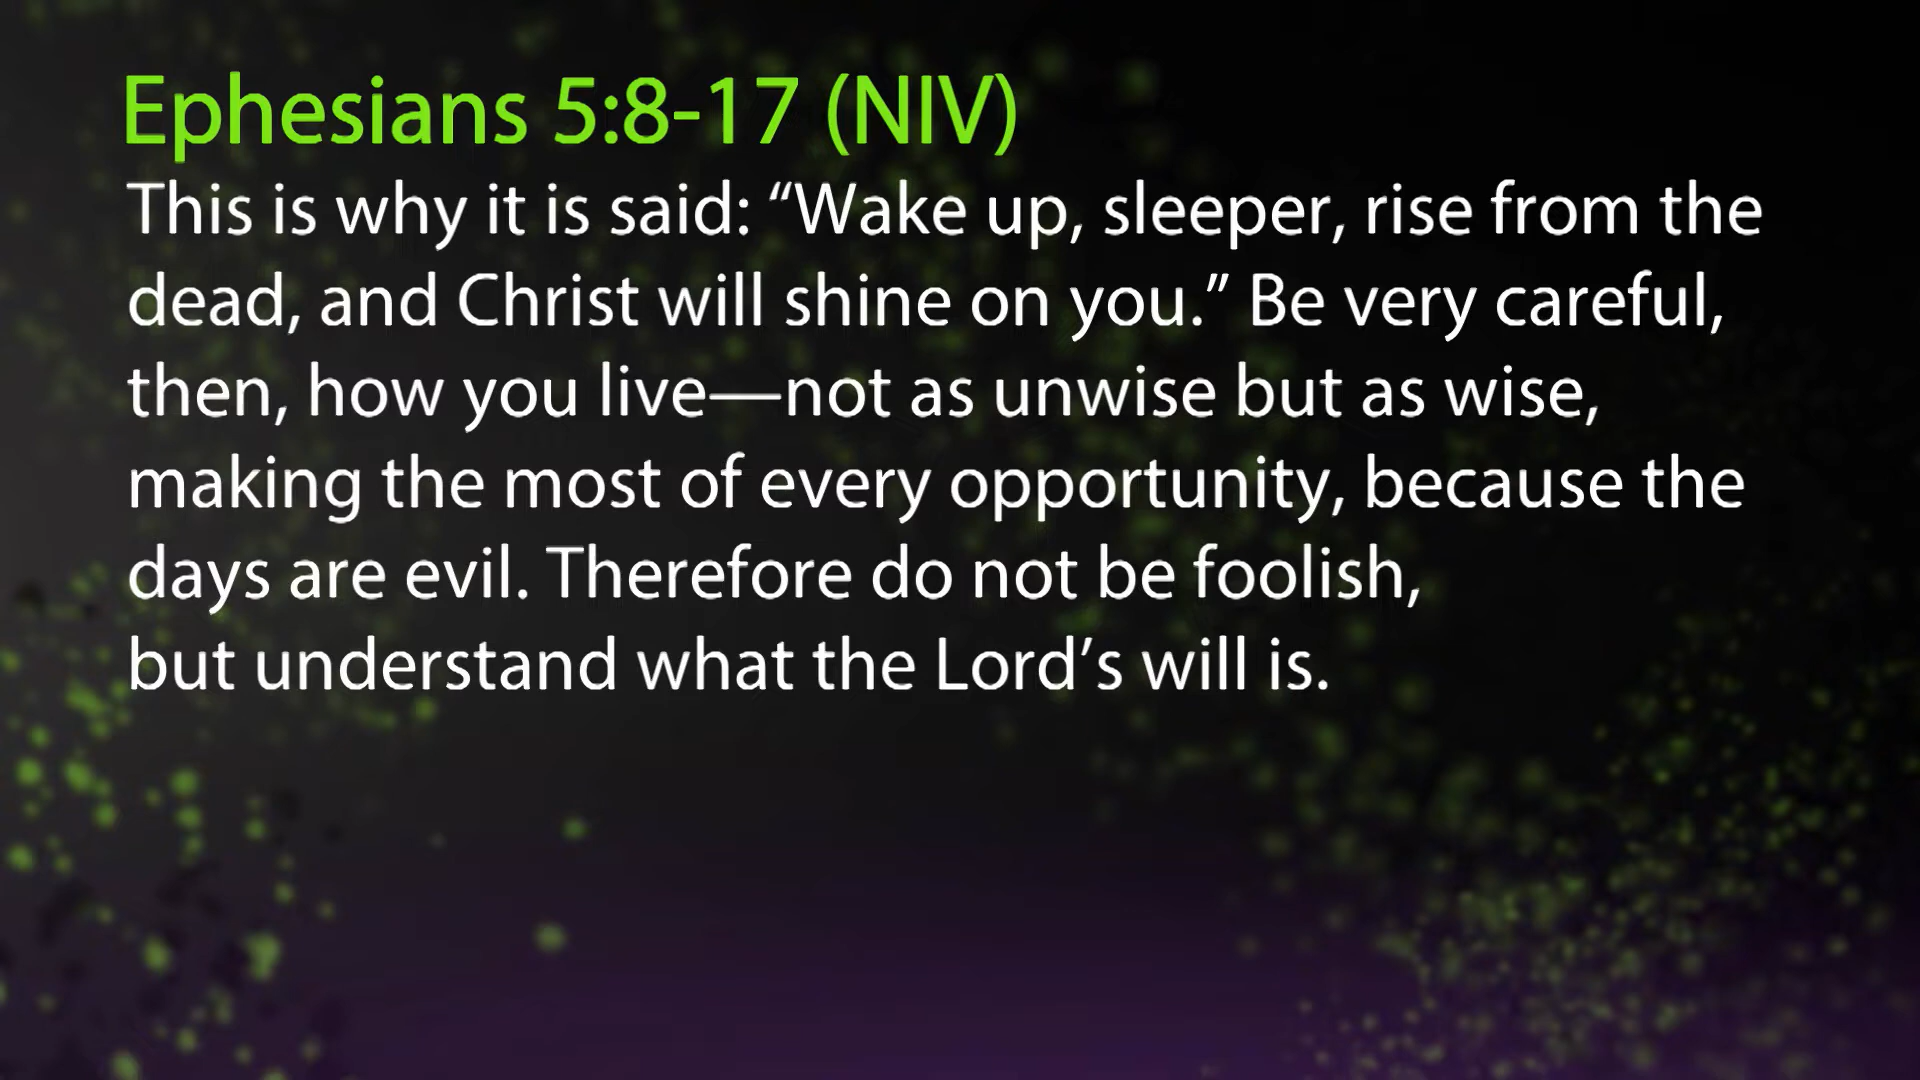 Ephesians 5:8-17 (NIV)
This is why it is said: “Wake up, sleeper, rise from the
dead, and Christ will shine on you.” Be very careful,
then, how you live—not as unwise but as wise,
making the most of every opportunity, because the
days are evil. Therefore do not be foolish,
but understand what the Lord’s will is.